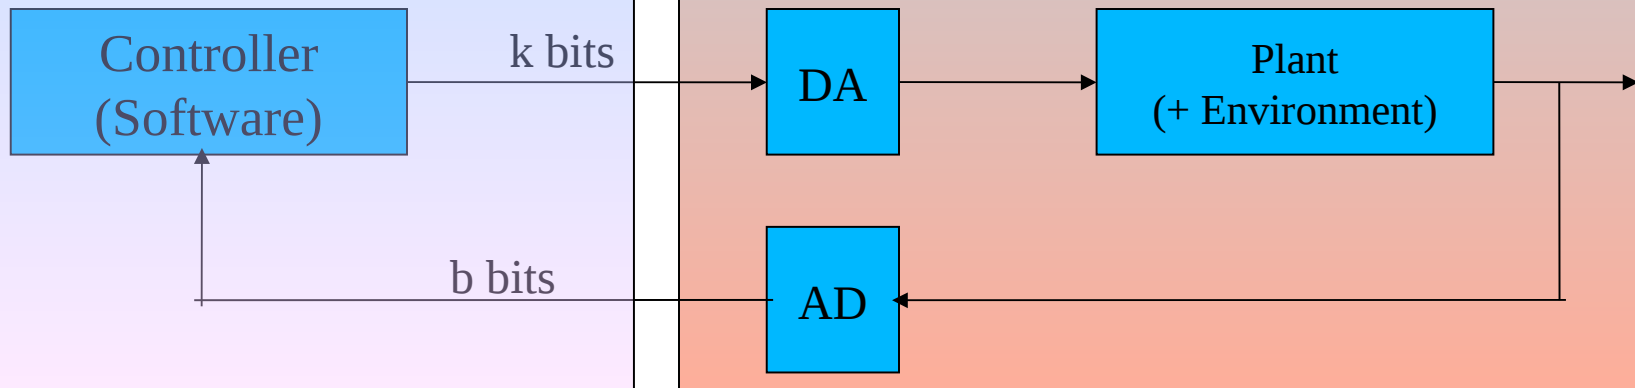 Controller
(Software)
k bits
DA
Plant
(+ Environment)
b bits
AD